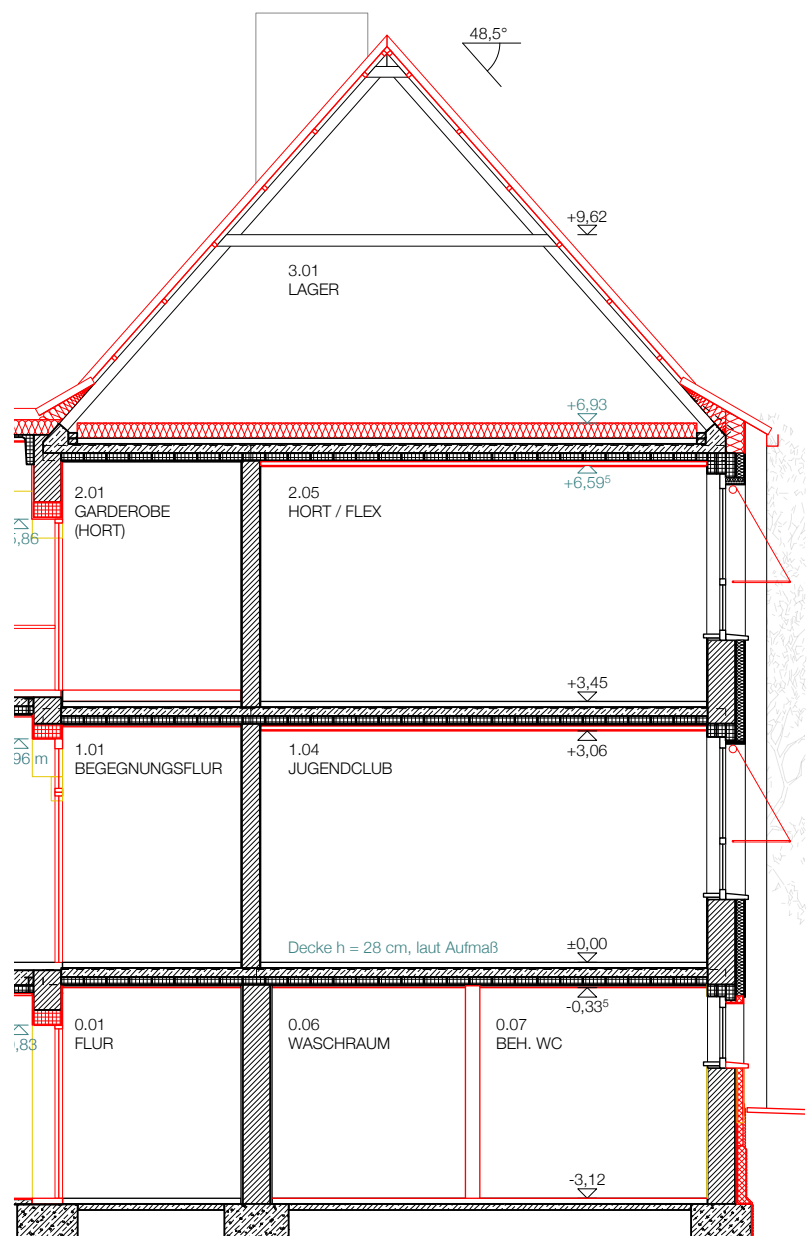 48,5°
+9,62
3.01
LAGER
+6,93
+6,59⁵
2.01
GARDEROBE
(HORT)
2.05
HORT / FLEX
+3,45
+3,06
1.01
BEGEGNUNGSFLUR
1.04
JUGENDCLUB
96 m
Decke h = 28 cm, laut Aufmaß
±0,00
-0,33⁵
0.01
FLUR
0.06
WASCHRAUM
0.07
BEH. WC
,83
-3,12